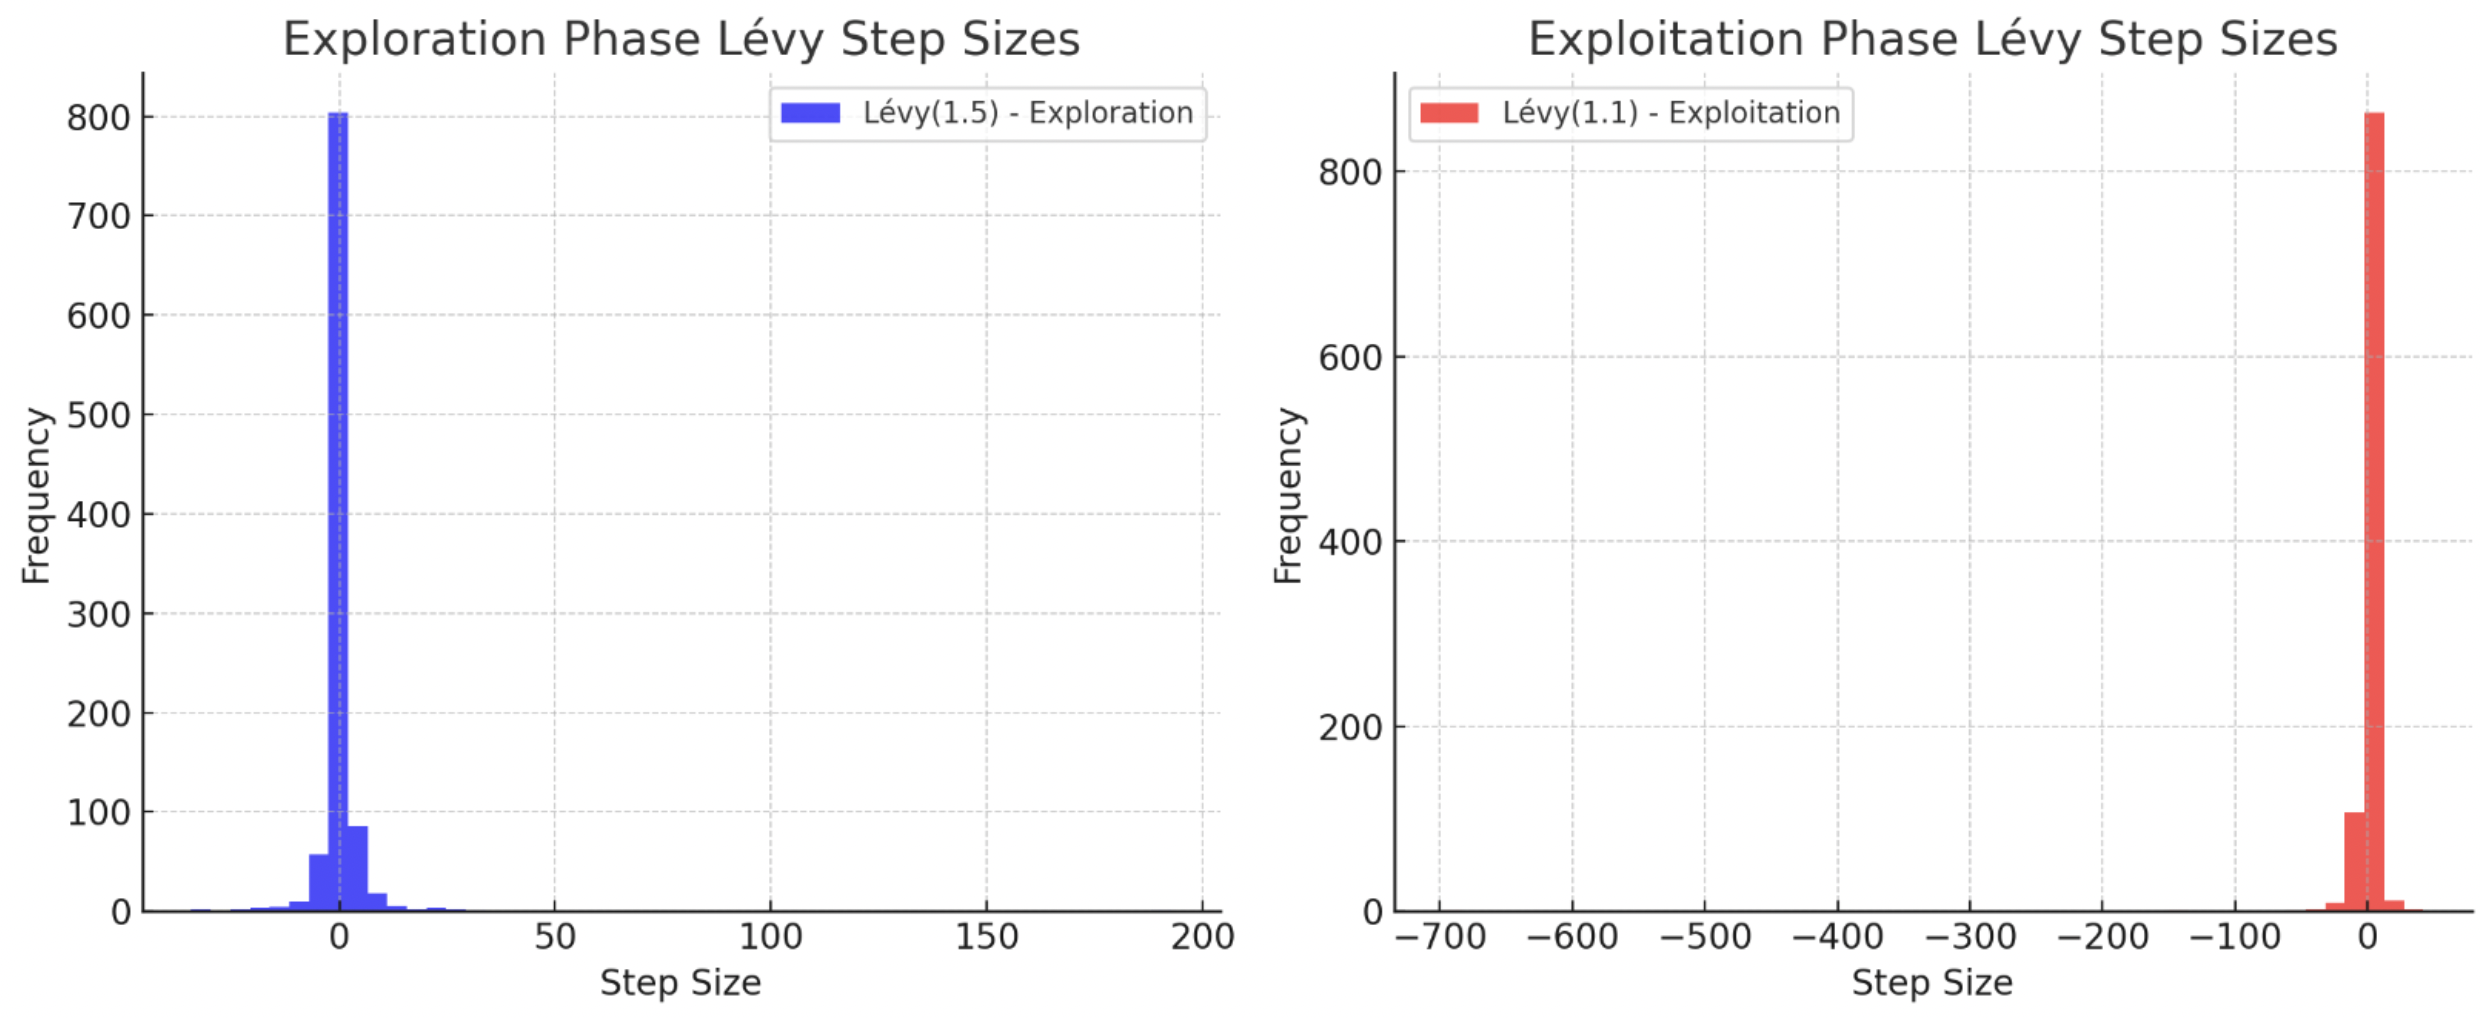 Exploration Phase Lévy Step Sizes
Lévy(1.5) - Exploration
800
700
600
500
400
300
200
100
0
Frequency
0 50 100 150 200
Step Size
Exploitation Phase Lévy Step Sizes
Lévy(1.1) - Exploitation
800
600
400
200
0
Frequency
−700 −600 −500 −400 −300 −200 −100 0
Step Size